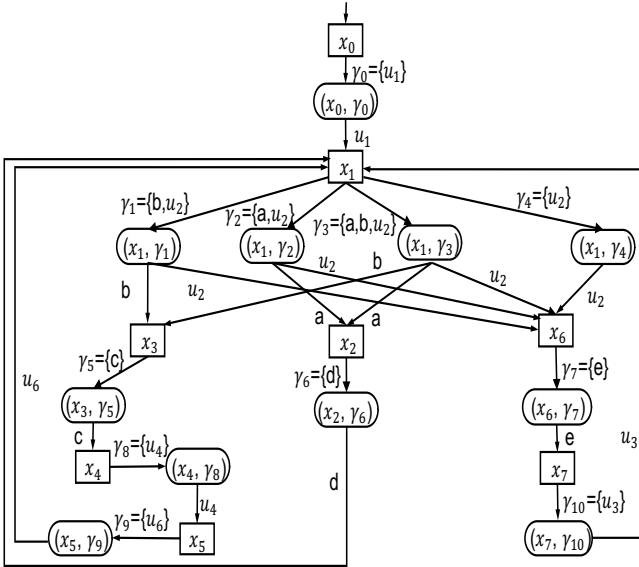 x₀
γ₀={u₁}
(x₀, γ₀)
u₁
x₁
γ₁={b,u₂}
γ₂={a,u₂}
γ₃={a,b,u₂}
γ₄={u₂}
(x₁, γ₁)
(x₁, γ₂)
(x₁, γ₃)
(x₁, γ₄)
b
u₂
u₂
b
u₂
u₂
a
a
x₃
x₂
x₆
γ₅={c}
γ₆={d}
γ₇={e}
u₆
(x₃, γ₅)
(x₂, γ₆)
(x₆, γ₇)
c
γ₈={u₄}
e
u₃
x₄
(x₄, γ₈)
x₇
d
u₄
γ₁₀={u₃}
γ₉={u₆}
(x₅, γ₉)
x₅
(x₇, γ₁₀)